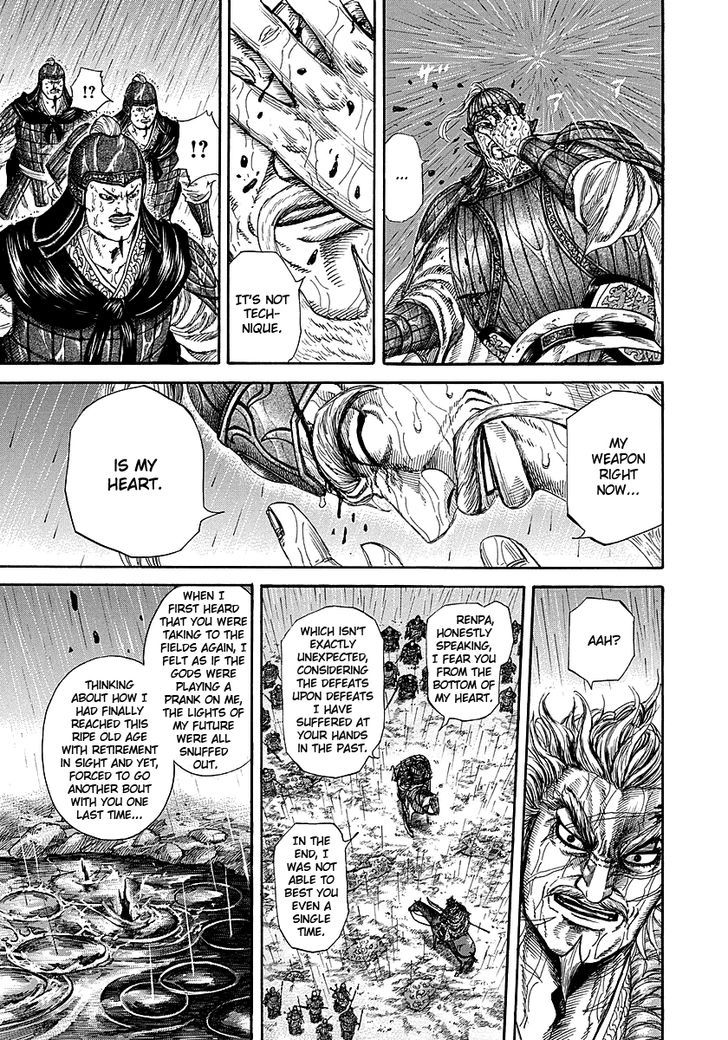 ...
ザッ
IT'S NOT
TECH-
NIQUE.
!?
!?
MY
WEAPON
RIGHT
NOW...
IS MY
HEART.
AAH?
RENPA,
HONESTLY
SPEAKING,
I FEAR YOU
FROM THE
BOTTOM OF
MY HEART.
WHICH ISN'T
EXACTLY
UNEXPECTED,
CONSIDERING
THE DEFEATS
UPON DEFEATS
I HAVE
SUFFERED AT
YOUR HANDS
IN THE PAST.
IN THE
END, I
WAS NOT
ABLE TO
BEST YOU
EVEN A
SINGLE
TIME.
WHEN I
FIRST HEARD
THAT YOU WERE
TAKING TO THE
FIELDS AGAIN, I
FELT AS IF THE
GODS WERE
PLAYING A
PRANK ON ME,
THE LIGHTS OF
MY FUTURE
WERE ALL
SNUFFED
OUT.
THINKING
ABOUT HOW I
HAD FINALLY
REACHED THIS
RIPE OLD AGE
WITH RETIREMENT
IN SIGHT AND YET,
FORCED TO GO
ANOTHER BOUT
WITH YOU ONE
LAST TIME...